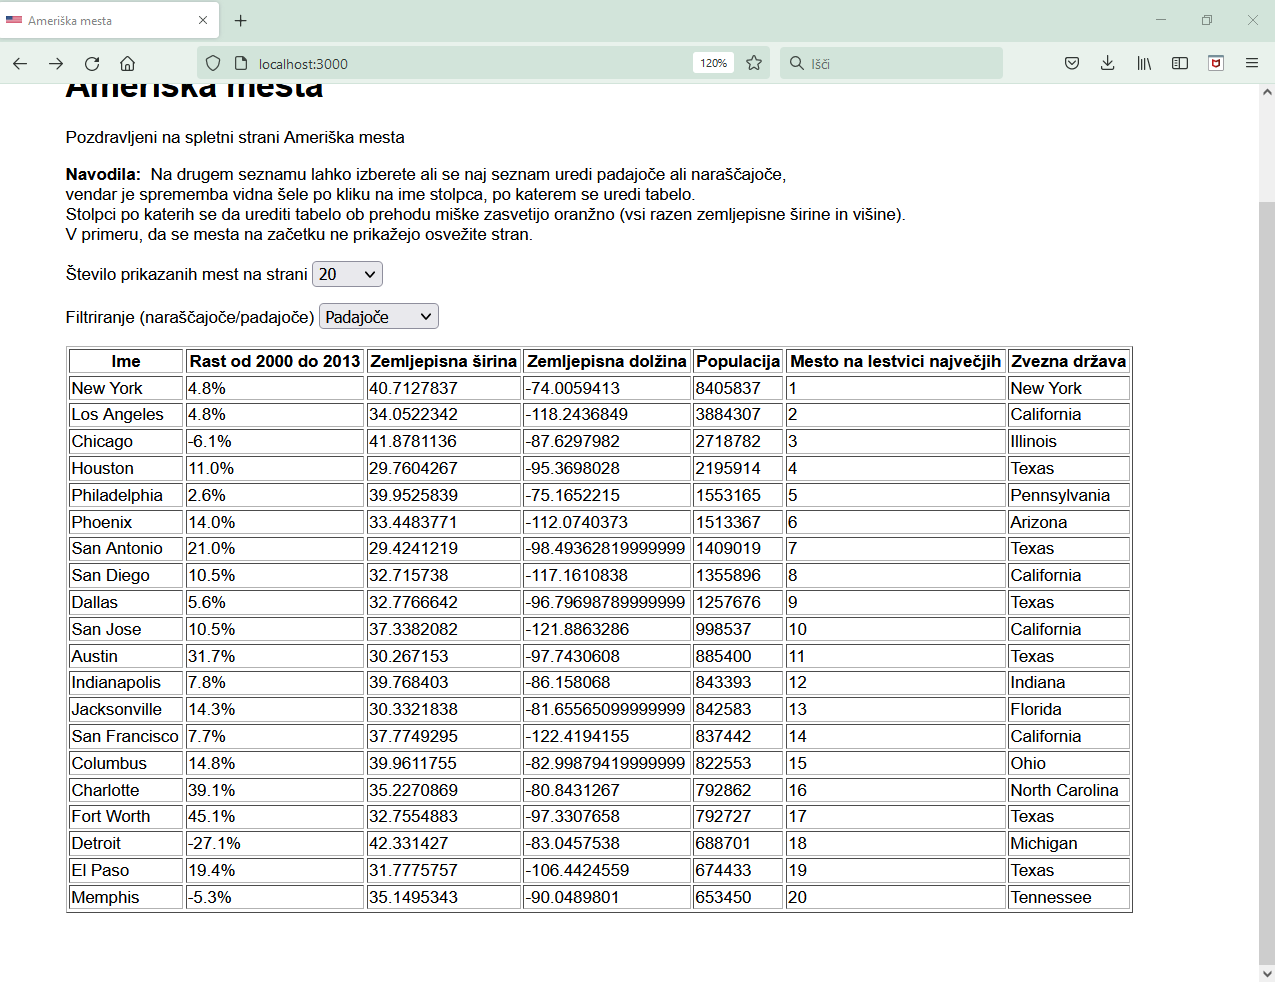 Ameriška mesta
localhost:3000
120%
Išči
Ameriška mesta
Pozdravljeni na spletni strani Ameriška mesta
Navodila: Na drugem seznamu lahko izberete ali se naj seznam uredi padajoče ali naraščajoče,
vendar je sprememba vidna šele po kliku na ime stolpca, po katerem se uredi tabelo.
Stolpci po katerih se da urediti tabelo ob prehodu miške zasvetijo oranžno (vsi razen zemljepisne širine in višine).
V primeru, da se mesta na začetku ne prikažejo osvežite stran.
Število prikazanih mest na strani 20
Filtriranje (naraščajoče/padajoče) Padajoče
Ime Rast od 2000 do 2013 Zemljepisna širina Zemljepisna dolžina Populacija Mesto na lestvici največjih Zvezna država
New York 4.8% 40.7127837 -74.0059413 8405837 1 New York
Los Angeles 4.8% 34.0522342 -118.2436849 3884307 2 California
Chicago -6.1% 41.8781136 -87.6297982 2718782 3 Illinois
Houston 11.0% 29.7604267 -95.3698028 2195914 4 Texas
Philadelphia 2.6% 39.9525839 -75.1652215 1553165 5 Pennsylvania
Phoenix 14.0% 33.4483771 -112.0740373 1513367 6 Arizona
San Antonio 21.0% 29.4241219 -98.49362819999999 1409019 7 Texas
San Diego 10.5% 32.715738 -117.1610838 1355896 8 California
Dallas 5.6% 32.7766642 -96.79698789999999 1257676 9 Texas
San Jose 10.5% 37.3382082 -121.8863286 998537 10 California
Austin 31.7% 30.267153 -97.7430608 885400 11 Texas
Indianapolis 7.8% 39.768403 -86.158068 843393 12 Indiana
Jacksonville 14.3% 30.3321838 -81.65565099999999 842583 13 Florida
San Francisco 7.7% 37.7749295 -122.4194155 837442 14 California
Columbus 14.8% 39.9611755 -82.99879419999999 822553 15 Ohio
Charlotte 39.1% 35.2270869 -80.8431267 792862 16 North Carolina
Fort Worth 45.1% 32.7554883 -97.3307658 792727 17 Texas
Detroit -27.1% 42.331427 -83.0457538 688701 18 Michigan
El Paso 19.4% 31.7775757 -106.4424559 674433 19 Texas
Memphis -5.3% 35.1495343 -90.0489801 653450 20 Tennessee